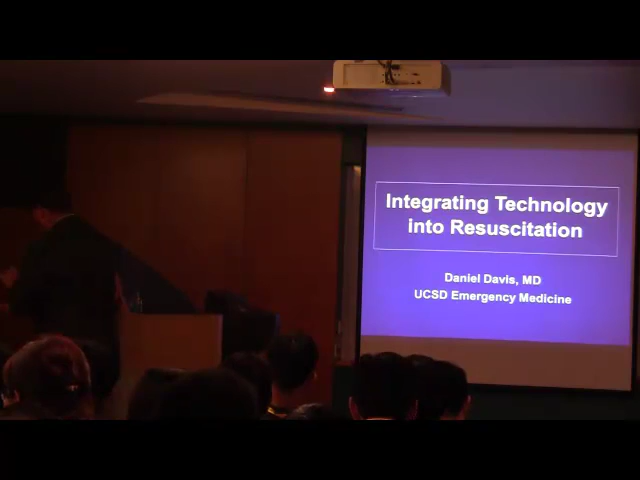 Integrating Technology
into Resuscitation
Daniel Davis, MD
UCSD Emergency Medicine